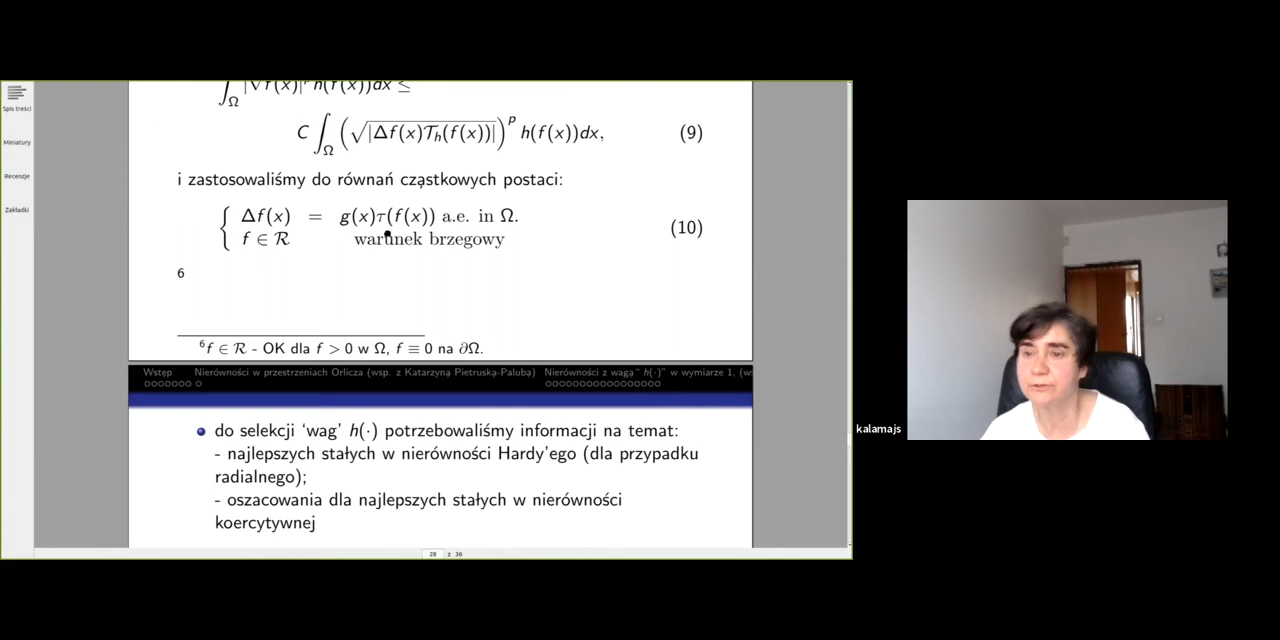 ∫_Ω |∇f(x)|^p h(f(x))dx ≤
Spis treści
C ∫_Ω (√|Δf(x)𝒯_h(f(x))|)^p h(f(x))dx, (9)
Miniatury
Recenzje
i zastosowaliśmy do równań cząstkowych postaci:
Zakładki
{ Δf(x) = g(x)τ(f(x)) a.e. in Ω.
f ∈ ℛ warunek brzegowy (10)
6
⁶f ∈ ℛ - OK dla f > 0 w Ω, f ≡ 0 na ∂Ω.
Wstęp Nierówności w przestrzeniach Orlicza (wsp. z Katarzyną Pietruską-Pałubą) Nierówności z wagą " h(·)" w wymiarze 1, (ws
do selekcji ‘wag’ h(·) potrzebowaliśmy informacji na temat:
- najlepszych stałych w nierówności Hardy'ego (dla przypadku
radialnego);
- oszacowania dla najlepszych stałych w nierówności
koercytywnej
28 z 36
kalamajs